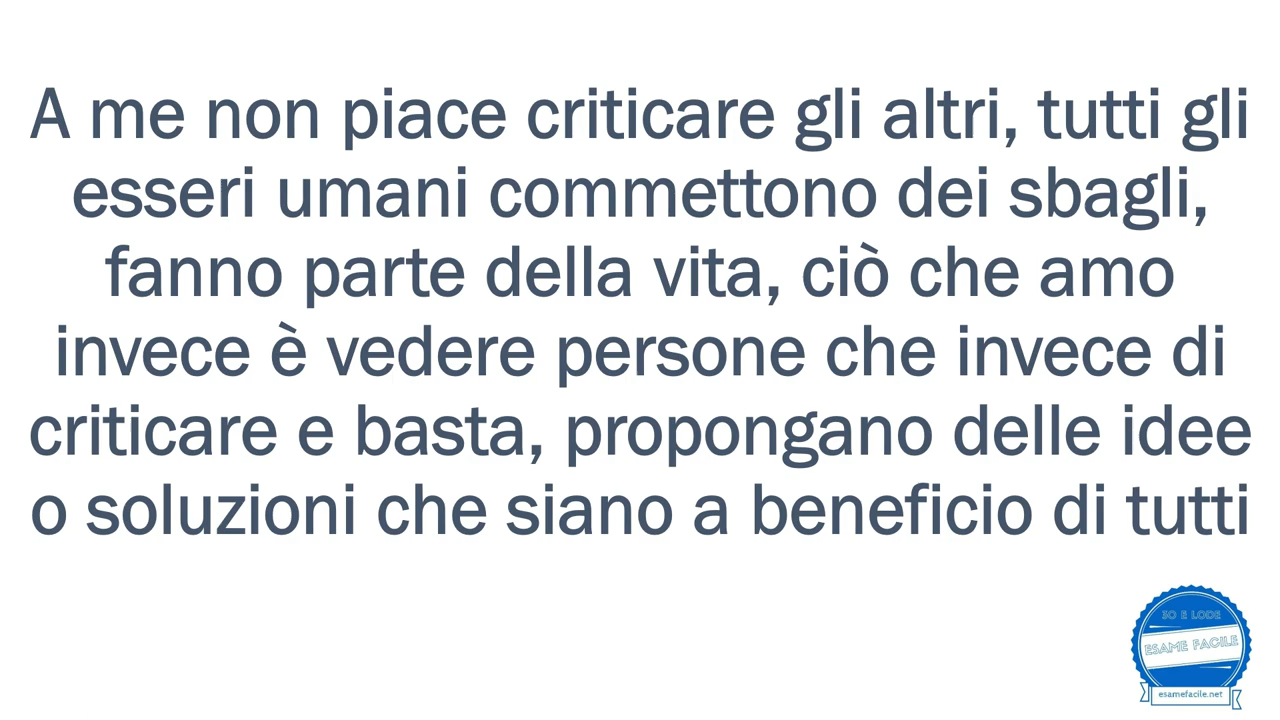 A me non piace criticare gli altri, tutti gli
esseri umani commettono dei sbagli,
fanno parte della vita, ciò che amo
invece è vedere persone che invece di
criticare e basta, propongano delle idee
o soluzioni che siano a beneficio di tutti
30 E LODE
ESAME FACILE
esamefacile.net